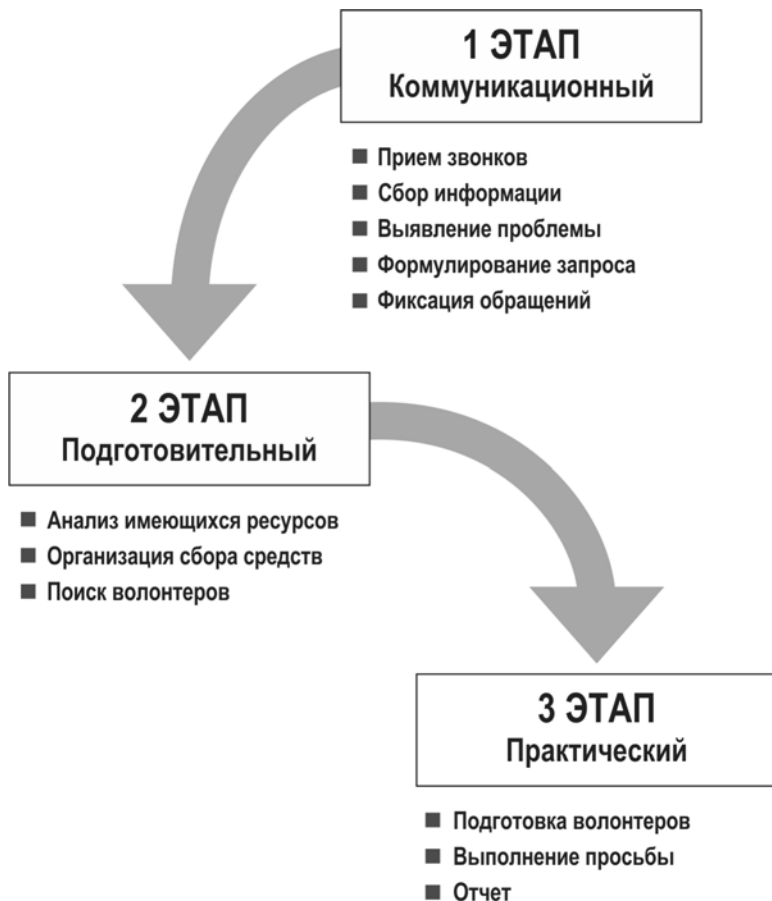 1 ЭТАП
Коммуникационный
Прием звонков
Сбор информации
Выявление проблемы
Формулирование запроса
Фиксация обращений
2 ЭТАП
Подготовительный
Анализ имеющихся ресурсов
Организация сбора средств
Поиск волонтеров
3 ЭТАП
Практический
Подготовка волонтеров
Выполнение просьбы
Отчет